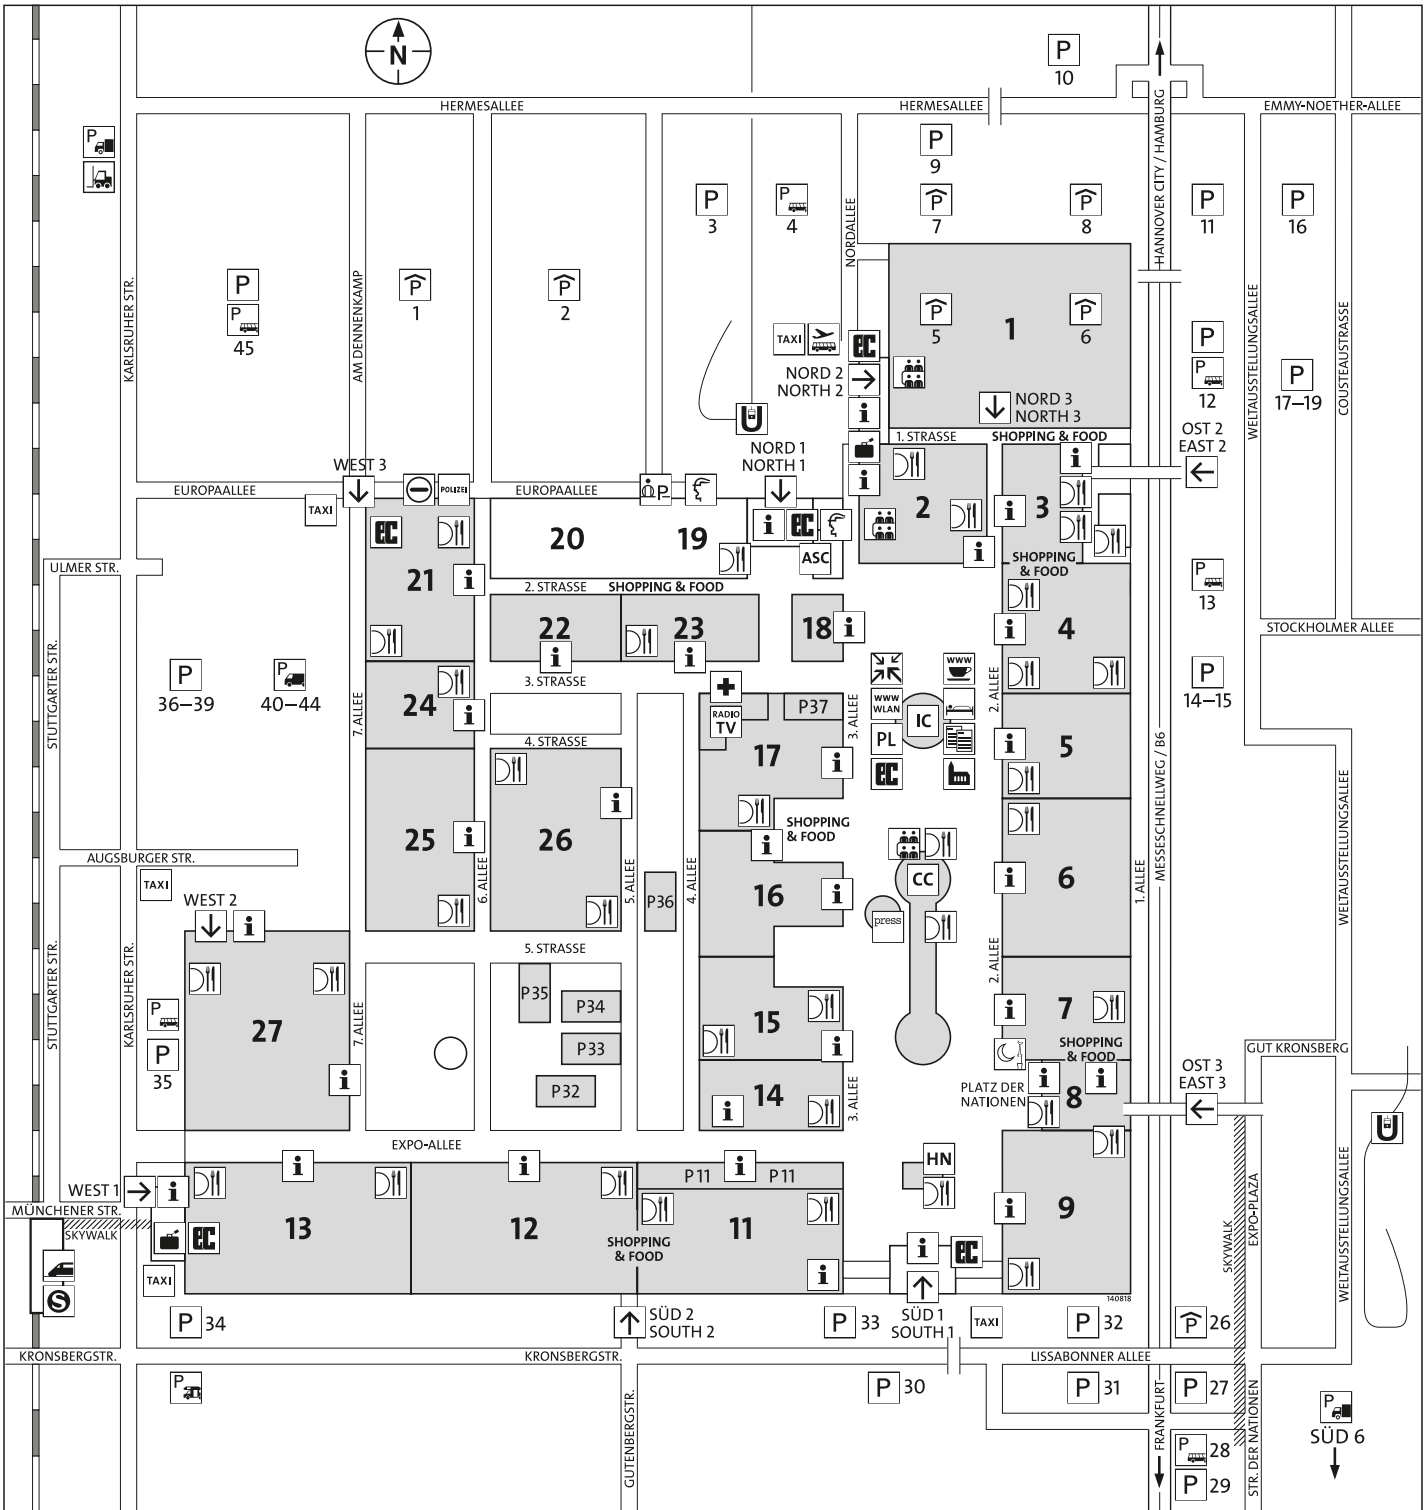 N
P
10
HERMESALLEE
HERMESALLEE
EMMY-NOETHER-ALLEE
HANNOVER CITY / HAMBURG
P
P
9
P
3
P
4
P
7
P
8
P
11
P
16
NORDALLEE
KARLSRUHER STR.
AM DENNENKAMP
P
P
45
P
1
P
2
P
5
1
P
6
WELTAUSSTELLUNGSALLEE
COUSTEAUSTRASSE
TAXI
EC
NORD 2
NORTH 2
P
P
12
P
17–19
i
NORD 3
NORTH 3
U
NORD 1
NORTH 1
1. STRASSE
SHOPPING & FOOD
OST 2
EAST 2
WEST 3
i
i
EUROPAALLEE
POLIZEI
EUROPAALLEE
P
TAXI
EC
20
19
i
EC
2
i
3
ASC
i
SHOPPING
& FOOD
ULMER STR.
21
i
2. STRASSE
SHOPPING & FOOD
P
13
22
23
18
i
i
4
STOCKHOLMER ALLEE
i
i
3. STRASSE
STUTTGARTER STR.
P
36–39
P
40–44
7. ALLEE
24
i
RADIO
TV
P37
3. ALLEE
WWW
WWW
WLAN
IC
PL
EC
2. ALLEE
P
14–15
4. STRASSE
17
i
i
5
MESSESCHNELLWEG / B6
25
i
26
i
SHOPPING
& FOOD
i
WELTAUSSTELLUNGSALLEE
AUGSBURGER STR.
TAXI
6. ALLEE
5. ALLEE
P36
4. ALLEE
16
i
CC
press
i
6
1. ALLEE
WEST 2
i
5. STRASSE
2. ALLEE
STUTTGARTER STR.
KARLSRUHER STR.
P
P
35
27
7. ALLEE
i
P35
P34
P33
P32
15
i
i
7
SHOPPING
& FOOD
GUT KRONSBERG
i
i
8
PLATZ DER
NATIONEN
OST 3
EAST 3
14
i
3. ALLEE
U
EXPO-ALLEE
WEST 1
i
i
i
P 11
i
P 11
HN
MÜNCHENER STR.
SKYWALK
EC
13
12
11
SHOPPING
& FOOD
i
9
i
EC
i
SKYWALK
EXPO-PLAZA
WELTAUSSTELLUNGSALLEE
S
TAXI
140818
P 34
SÜD 2
SOUTH 2
P 33
SÜD 1
SOUTH 1
TAXI
P 32
P 26
KRONSBERGSTR.
KRONSBERGSTR.
LISSABONNER ALLEE
P
P 30
P 31
P 27
GUTENBERGSTR.
FRANKFURT
STR. DER NATIONEN
P
SÜD 6
P 28
P 29